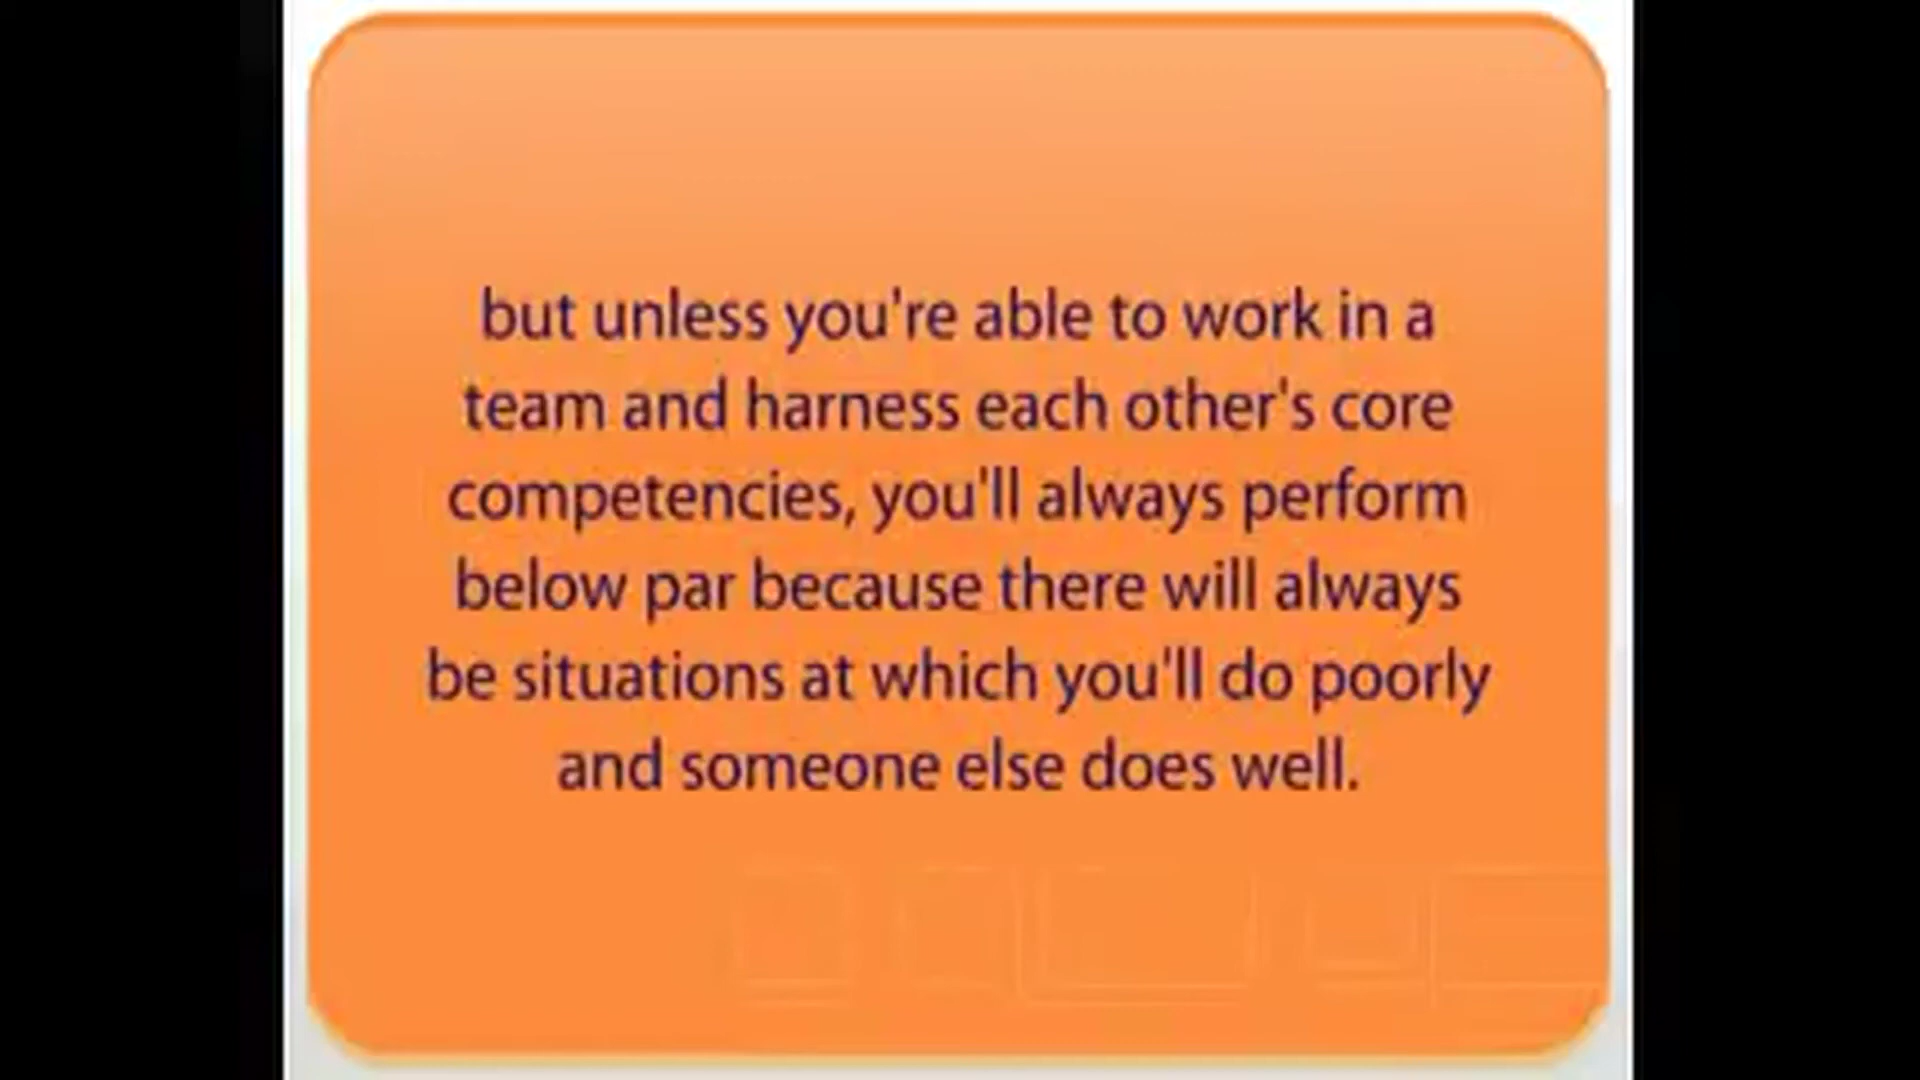 but unless you're able to work in a
team and harness each other's core
competencies, you'll always perform
below par because there will always
be situations at which you'll do poorly
and someone else does well.